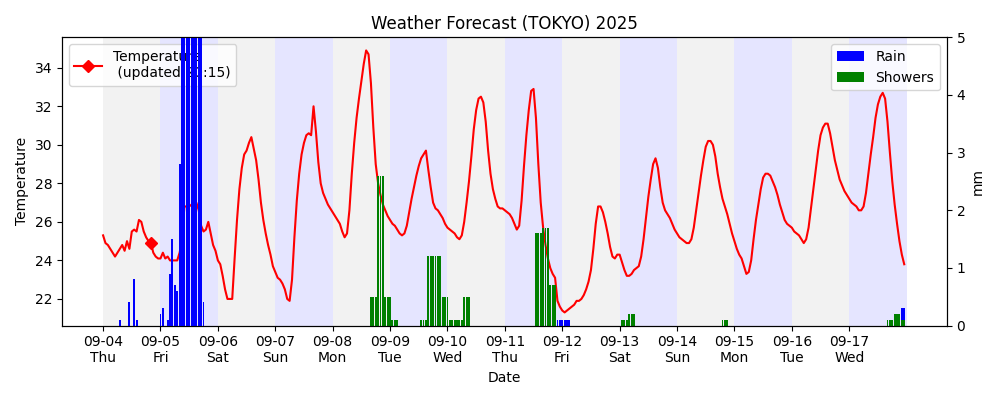 Weather Forecast (TOKYO) 2025
Temperature
Rain
Showers
Temperature
mm
34
32
30
28
26
24
22
5
4
3
2
1
0
09-04 09-05 09-06 09-07 09-08 09-09 09-10 09-11 09-12 09-13 09-14 09-15 09-16 09-17
Thu Fri Sat Sun Mon Tue Wed Thu Fri Sat Sun Mon Tue Wed
Date